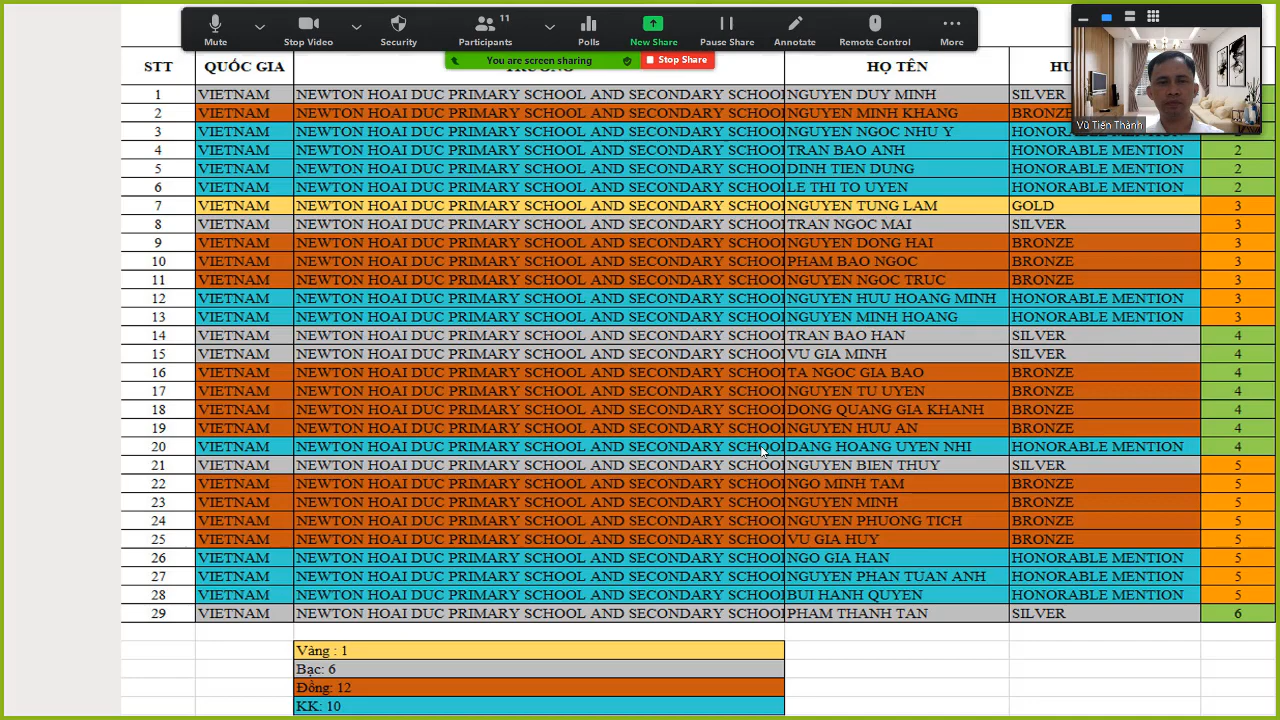 11
Mute
Stop Video
Security
Participants
Polls
New Share
Pause Share
Annotate
Remote Control
More
You are screen sharing
Stop Share
Vũ Tiến Thành
STT QUỐC GIA TRƯỜNG HỌ TÊN
1 VIETNAM NEWTON HOAI DUC PRIMARY SCHOOL AND SECONDARY SCHOOL NGUYEN DUY MINH SILVER
2 VIETNAM NEWTON HOAI DUC PRIMARY SCHOOL AND SECONDARY SCHOOL NGUYEN MINH KHANG BRONZE
3 VIETNAM NEWTON HOAI DUC PRIMARY SCHOOL AND SECONDARY SCHOOL NGUYEN NGOC NHU Y HONORABLE MENTION
4 VIETNAM NEWTON HOAI DUC PRIMARY SCHOOL AND SECONDARY SCHOOL TRAN BAO ANH HONORABLE MENTION 2
5 VIETNAM NEWTON HOAI DUC PRIMARY SCHOOL AND SECONDARY SCHOOL DINH TIEN DUNG HONORABLE MENTION 2
6 VIETNAM NEWTON HOAI DUC PRIMARY SCHOOL AND SECONDARY SCHOOL LE THI TO UYEN HONORABLE MENTION 2
7 VIETNAM NEWTON HOAI DUC PRIMARY SCHOOL AND SECONDARY SCHOOL NGUYEN TUNG LAM GOLD 3
8 VIETNAM NEWTON HOAI DUC PRIMARY SCHOOL AND SECONDARY SCHOOL TRAN NGOC MAI SILVER 3
9 VIETNAM NEWTON HOAI DUC PRIMARY SCHOOL AND SECONDARY SCHOOL NGUYEN DONG HAI BRONZE 3
10 VIETNAM NEWTON HOAI DUC PRIMARY SCHOOL AND SECONDARY SCHOOL PHAM BAO NGOC BRONZE 3
11 VIETNAM NEWTON HOAI DUC PRIMARY SCHOOL AND SECONDARY SCHOOL NGUYEN NGOC TRUC BRONZE 3
12 VIETNAM NEWTON HOAI DUC PRIMARY SCHOOL AND SECONDARY SCHOOL NGUYEN HUU HOANG MINH HONORABLE MENTION 3
13 VIETNAM NEWTON HOAI DUC PRIMARY SCHOOL AND SECONDARY SCHOOL NGUYEN MINH HOANG HONORABLE MENTION 3
14 VIETNAM NEWTON HOAI DUC PRIMARY SCHOOL AND SECONDARY SCHOOL TRAN BAO HAN SILVER 4
15 VIETNAM NEWTON HOAI DUC PRIMARY SCHOOL AND SECONDARY SCHOOL VU GIA MINH SILVER 4
16 VIETNAM NEWTON HOAI DUC PRIMARY SCHOOL AND SECONDARY SCHOOL TA NGOC GIA BAO BRONZE 4
17 VIETNAM NEWTON HOAI DUC PRIMARY SCHOOL AND SECONDARY SCHOOL NGUYEN TU UYEN BRONZE 4
18 VIETNAM NEWTON HOAI DUC PRIMARY SCHOOL AND SECONDARY SCHOOL DONG QUANG GIA KHANH BRONZE 4
19 VIETNAM NEWTON HOAI DUC PRIMARY SCHOOL AND SECONDARY SCHOOL NGUYEN HUU AN BRONZE 4
20 VIETNAM NEWTON HOAI DUC PRIMARY SCHOOL AND SECONDARY SCHOOL DANG HOANG UYEN NHI HONORABLE MENTION 4
21 VIETNAM NEWTON HOAI DUC PRIMARY SCHOOL AND SECONDARY SCHOOL NGUYEN BIEN THUY SILVER 5
22 VIETNAM NEWTON HOAI DUC PRIMARY SCHOOL AND SECONDARY SCHOOL NGO MINH TAM BRONZE 5
23 VIETNAM NEWTON HOAI DUC PRIMARY SCHOOL AND SECONDARY SCHOOL NGUYEN MINH BRONZE 5
24 VIETNAM NEWTON HOAI DUC PRIMARY SCHOOL AND SECONDARY SCHOOL NGUYEN PHUONG TICH BRONZE 5
25 VIETNAM NEWTON HOAI DUC PRIMARY SCHOOL AND SECONDARY SCHOOL VU GIA HUY BRONZE 5
26 VIETNAM NEWTON HOAI DUC PRIMARY SCHOOL AND SECONDARY SCHOOL NGO GIA HAN HONORABLE MENTION 5
27 VIETNAM NEWTON HOAI DUC PRIMARY SCHOOL AND SECONDARY SCHOOL NGUYEN PHAN TUAN ANH HONORABLE MENTION 5
28 VIETNAM NEWTON HOAI DUC PRIMARY SCHOOL AND SECONDARY SCHOOL BUI HANH QUYEN HONORABLE MENTION 5
29 VIETNAM NEWTON HOAI DUC PRIMARY SCHOOL AND SECONDARY SCHOOL PHAM THANH TAN SILVER 6
Vàng : 1
Bạc: 6
Đồng: 12
KK: 10